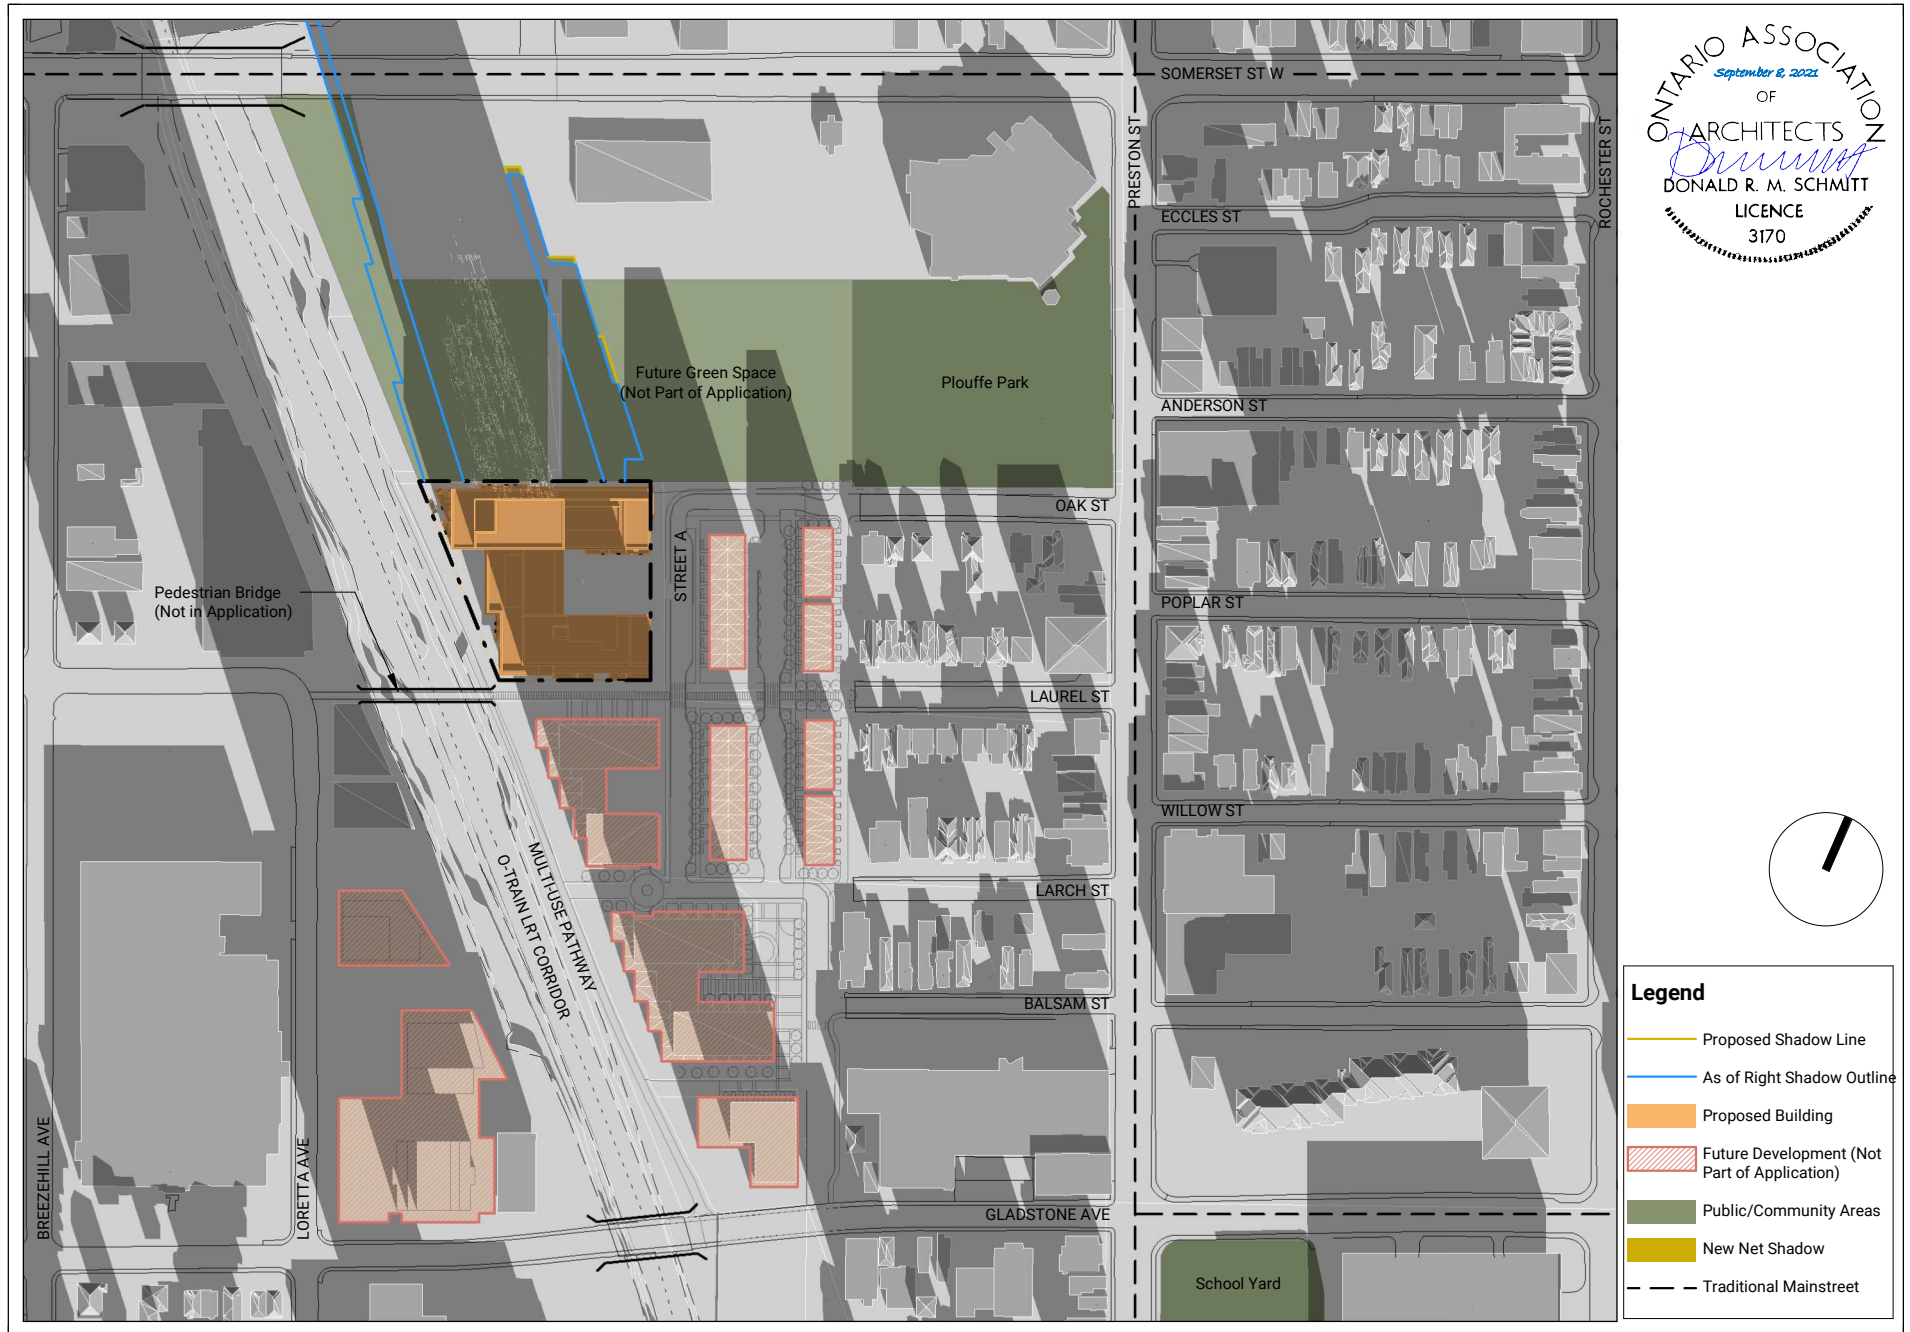 SOMERSET ST W
PRESTON ST
ROCHESTER ST
ECCLES ST
Future Green Space
(Not Part of Application)
Plouffe Park
ANDERSON ST
OAK ST
STREET A
Pedestrian Bridge
(Not in Application)
POPLAR ST
LAUREL ST
WILLOW ST
MULTI-USE PATHWAY
O-TRAIN LRT CORRIDOR
LARCH ST
BALSAM ST
BREEZEHILL AVE
LORETTA AVE
GLADSTONE AVE
School Yard
ONTARIO ASSOCIATION
September 8, 2021
OF
ARCHITECTS
DONALD R. M. SCHMITT
LICENCE
3170
Legend
Proposed Shadow Line
As of Right Shadow Outline
Proposed Building
Future Development (Not
Part of Application)
Public/Community Areas
New Net Shadow
Traditional Mainstreet